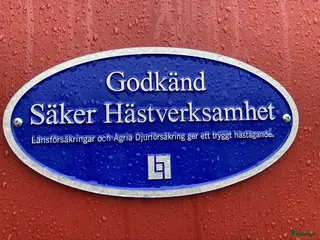 Godkänd
Säker Hästverksamhet
Länsförsäkringar och Agria Djurförsäkring ger ett tryggt hästägande.